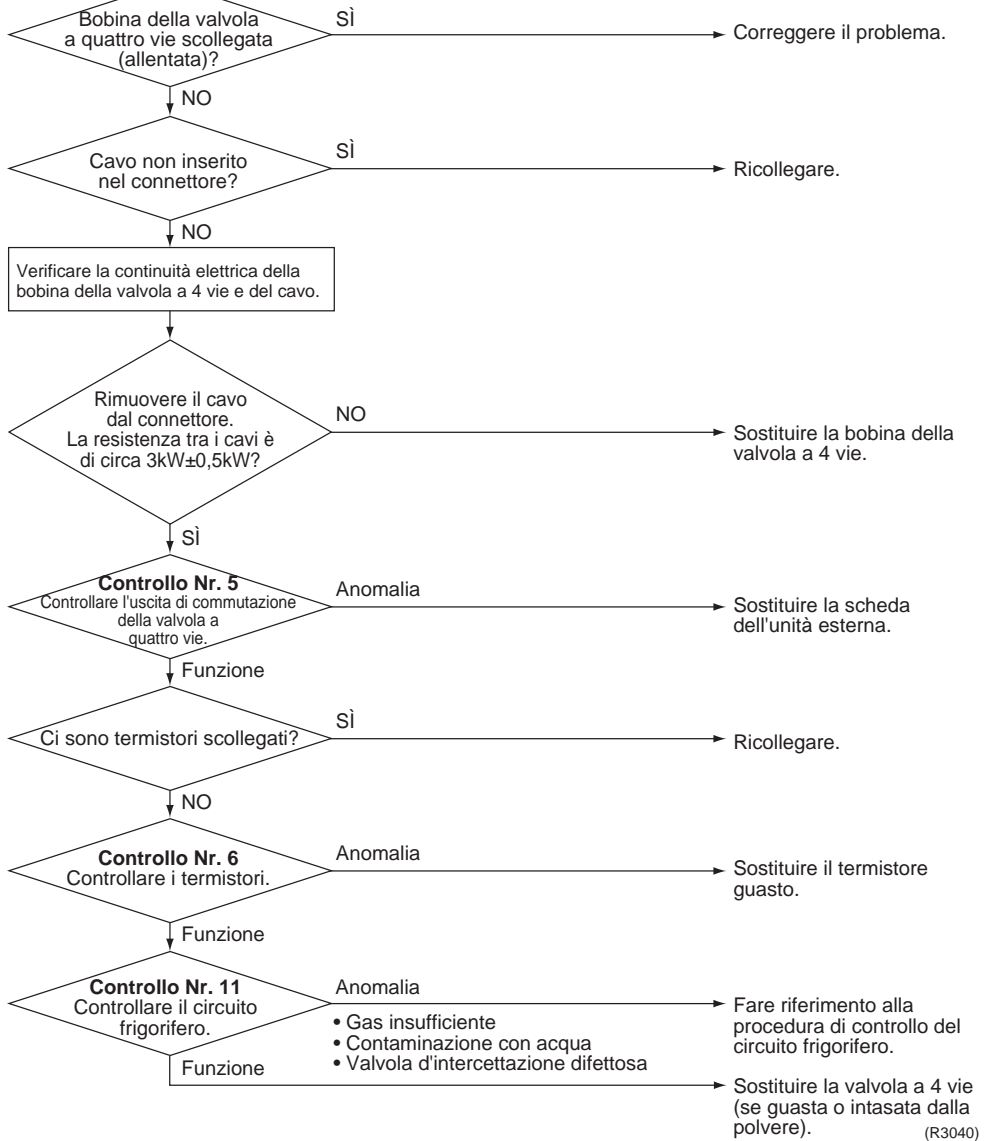 Bobina della valvola
a quattro vie scollegata
(allentata)?
SÌ
Correggere il problema.
NO
Cavo non inserito
nel connettore?
SÌ
Ricollegare.
NO
Verificare la continuità elettrica della
bobina della valvola a 4 vie e del cavo.
Rimuovere il cavo
dal connettore.
La resistenza tra i cavi è
di circa 3kW±0,5kW?
NO
Sostituire la bobina della
valvola a 4 vie.
SÌ
Controllo Nr. 5
Controllare l'uscita di commutazione
della valvola a
quattro vie.
Anomalia
Sostituire la scheda
dell'unità esterna.
Funzione
Ci sono termistori scollegati?
SÌ
Ricollegare.
NO
Controllo Nr. 6
Controllare i termistori.
Anomalia
Sostituire il termistore
guasto.
Funzione
Controllo Nr. 11
Controllare il circuito
frigorifero.
Anomalia
• Gas insufficiente
• Contaminazione con acqua
• Valvola d'intercettazione difettosa
Fare riferimento alla
procedura di controllo del
circuito frigorifero.
Funzione
Sostituire la valvola a 4 vie
(se guasta o intasata dalla
polvere).
(R3040)